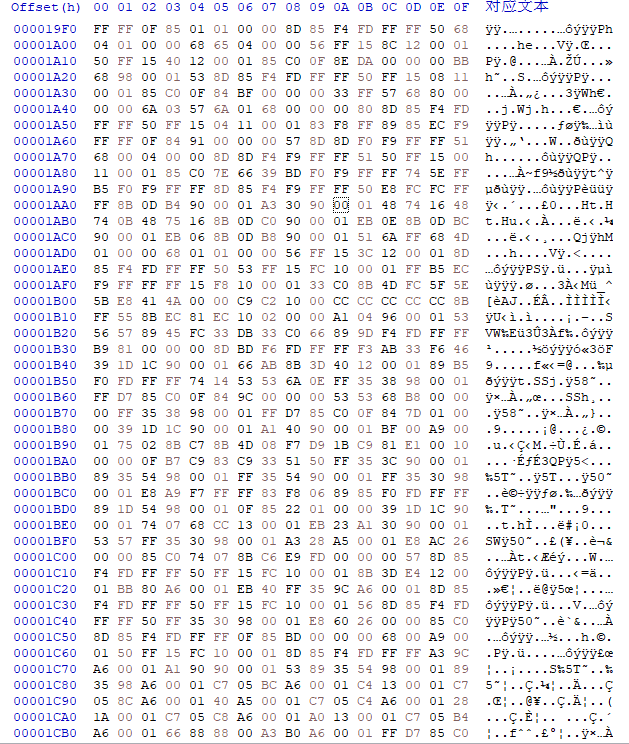 Offset(h) 00 01 02 03 04 05 06 07 08 09 0A 0B 0C 0D 0E 0F 对应文本
000019F0 FF FF 0F 85 01 01 00 00 8D 85 F4 FD FF FF 50 68 ÿÿ.….....…ôýÿÿPh
00001A00 04 01 00 00 68 65 04 00 00 56 FF 15 8C 12 00 01 ....he...Vÿ.Œ...
00001A10 50 FF 15 40 12 00 01 85 C0 0F 8E DA 00 00 00 BB Pÿ.@...…À.ŽÚ...»
00001A20 68 98 00 01 53 8D 85 F4 FD FF FF 50 FF 15 08 11 h˜..S.…ôýÿÿPÿ...
00001A30 00 01 85 C0 0F 84 BF 00 00 00 33 FF 57 68 80 00 ..…À.„¿...3ÿWh€.
00001A40 00 00 6A 03 57 6A 01 68 00 00 00 80 8D 85 F4 FD ..j.Wj.h...€.…ôý
00001A50 FF FF 50 FF 15 04 11 00 01 83 F8 FF 89 85 EC F9 ÿÿPÿ.....ƒøÿ‰…ìù
00001A60 FF FF 0F 84 91 00 00 00 57 8D 8D F0 F9 FF FF 51 ÿÿ.„‘...W..ðùÿÿQ
00001A70 68 00 04 00 00 8D 8D F4 F9 FF FF 51 50 FF 15 00 h......ôùÿÿQPÿ..
00001A80 11 00 01 85 C0 7E 66 39 BD F0 F9 FF FF 74 5E FF ...…À~f9½ðùÿÿt^ÿ
00001A90 B5 F0 F9 FF FF 8D 85 F4 F9 FF FF 50 E8 FC FC FF µðùÿÿ.…ôùÿÿPèüüÿ
00001AA0 FF 8B 0D B4 90 00 01 A3 30 90 00 01 48 74 16 48 ÿ‹.´...£0...Ht.H
00001AB0 74 0B 48 75 16 8B 0D C0 90 00 01 EB 0E 8B 0D BC t.Hu.‹.À...ë.‹.¼
00001AC0 90 00 01 EB 06 8B 0D B8 90 00 01 51 6A FF 68 4D ...ë.‹.¸...QjÿhM
00001AD0 01 00 00 68 01 01 00 00 56 FF 15 3C 12 00 01 8D ...h....Vÿ.<....
00001AE0 85 F4 FD FF FF 50 53 FF 15 FC 10 00 01 FF B5 EC …ôýÿÿPSÿ.ü...ÿµì
00001AF0 F9 FF FF FF 15 F8 10 00 01 33 C0 8B 4D FC 5F 5E ùÿÿÿ.ø...3À‹Mü_^
00001B00 5B E8 41 4A 00 00 C9 C2 10 00 CC CC CC CC CC 8B [èAJ..ÉÂ..ÌÌÌÌÌ‹
00001B10 FF 55 8B EC 81 EC 10 02 00 00 A1 04 96 00 01 53 ÿU‹ì.ì....¡.–..S
00001B20 56 57 89 45 FC 33 DB 33 C0 66 89 9D F4 FD FF FF VW‰Eü3Û3Àf‰.ôýÿÿ
00001B30 B9 81 00 00 00 8D BD F6 FD FF FF F3 AB 33 F6 46 ¹.....½öýÿÿó«3öF
00001B40 39 1D 1C 90 00 01 66 AB 8B 3D 40 12 00 01 89 B5 9.....f«‹=@...‰µ
00001B50 F0 FD FF FF 74 14 53 53 6A 0E FF 35 38 98 00 01 ðýÿÿt.SSj.ÿ58˜..
00001B60 FF D7 85 C0 0F 84 9C 00 00 00 53 53 68 B8 00 00 ÿ×…À.„œ...SSh¸..
00001B70 00 FF 35 38 98 00 01 FF D7 85 C0 0F 84 7D 01 00 .ÿ58˜..ÿ×…À.„}..
00001B80 00 39 1D 1C 90 00 01 A1 40 90 00 01 BF 00 A9 00 .9.....¡@...¿.©.
00001B90 01 75 02 8B C7 8B 4D 08 F7 D9 1B C9 81 E1 00 10 .u.‹Ç‹M.÷Ù.É.á..
00001BA0 00 00 0F B7 C9 83 C9 33 51 50 FF 35 3C 90 00 01 ...·ÉƒÉ3QPÿ5<...
00001BB0 89 35 54 98 00 01 FF 35 54 90 00 01 FF 35 30 98 ‰5T˜..ÿ5T...ÿ50˜
00001BC0 00 01 E8 A9 F7 FF FF 83 F8 06 89 85 F0 FD FF FF ..è©÷ÿÿƒø.‰…ðýÿÿ
00001BD0 89 1D 54 98 00 01 0F 85 22 01 00 00 39 1D 1C 90 ‰.T˜...…"...9...
00001BE0 00 01 74 07 68 CC 13 00 01 EB 23 A1 30 90 00 01 ..t.hÌ...ë#¡0...
00001BF0 53 57 FF 35 30 98 00 01 A3 28 A5 00 01 E8 AC 26 SWÿ50˜..£(¥..è¬&
00001C00 00 00 85 C0 74 07 8B C6 E9 FD 00 00 00 57 8D 85 ..…Àt.‹Æéý...W.…
00001C10 F4 FD FF FF 50 FF 15 FC 10 00 01 8B 3D E4 12 00 ôýÿÿPÿ.ü...‹=ä..
00001C20 01 BB 80 A6 00 01 EB 40 FF 35 9C A6 00 01 8D 85 .»€¦..ë@ÿ5œ¦...…
00001C30 F4 FD FF FF 50 FF 15 FC 10 00 01 56 8D 85 F4 FD ôýÿÿPÿ.ü...V.…ôý
00001C40 FF FF 50 FF 35 30 98 00 01 E8 60 26 00 00 85 C0 ÿÿPÿ50˜..è`&..…À
00001C50 8D 85 F4 FD FF FF 0F 85 BD 00 00 00 68 00 A9 00 .…ôýÿÿ.…½...h.©.
00001C60 01 50 FF 15 FC 10 00 01 8D 85 F4 FD FF FF A3 9C .Pÿ.ü....…ôýÿÿ£œ
00001C70 A6 00 01 A1 90 90 00 01 53 89 35 54 98 00 01 89 ¦..¡....S‰5T˜..‰
00001C80 35 98 A6 00 01 C7 05 BC A6 00 01 C4 13 00 01 C7 5˜¦..Ç.¼¦..Ä...Ç
00001C90 05 8C A6 00 01 40 A5 00 01 C7 05 C4 A6 00 01 28 .Œ¦..@¥..Ç.Ä¦..(
00001CA0 1A 00 01 C7 05 C8 A6 00 01 A0 13 00 01 C7 05 B4 ...Ç.È¦.. ...Ç.´
00001CB0 A6 00 01 66 88 88 00 A3 B0 A6 00 01 FF D7 85 C0 ¦..fˆˆ.£°¦..ÿ×…À